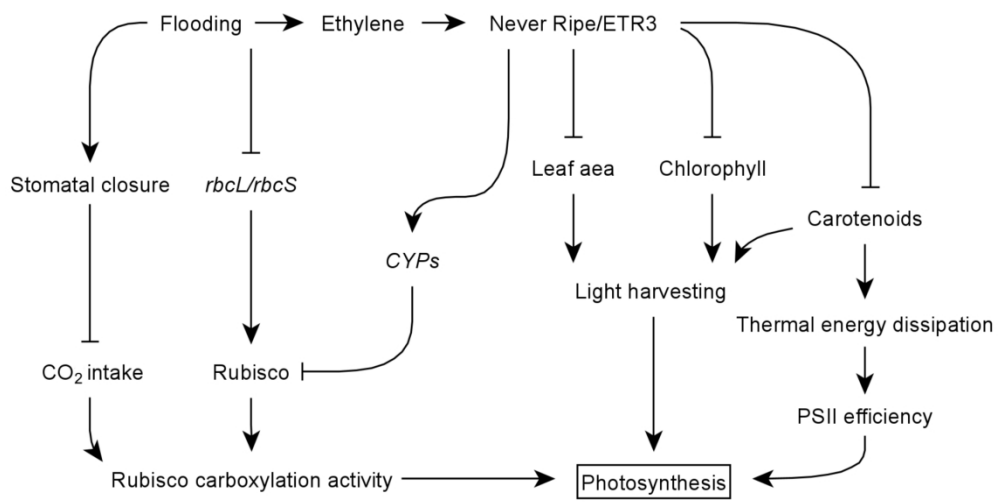 Flooding
Ethylene
Never Ripe/ETR3
Stomatal closure
rbcL/rbcS
Leaf aea
Chlorophyll
Carotenoids
CYPs
Light harvesting
Thermal energy dissipation
CO₂ intake
Rubisco
PSII efficiency
Rubisco carboxylation activity
Photosynthesis